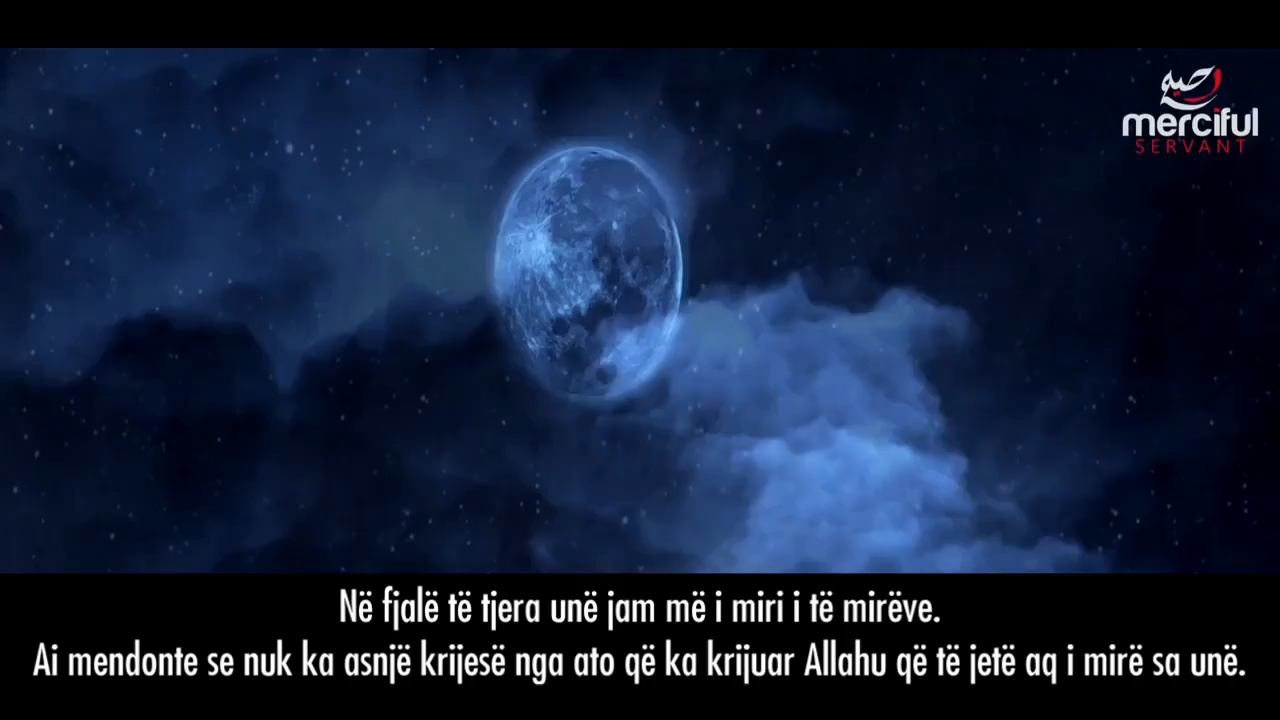 merciful
SERVANT
Në fjalë të tjera unë jam më i miri i të mirëve.
Ai mendonte se nuk ka asnjë krijesë nga ato që ka krijuar Allahu që të jetë aq i mirë sa unë.